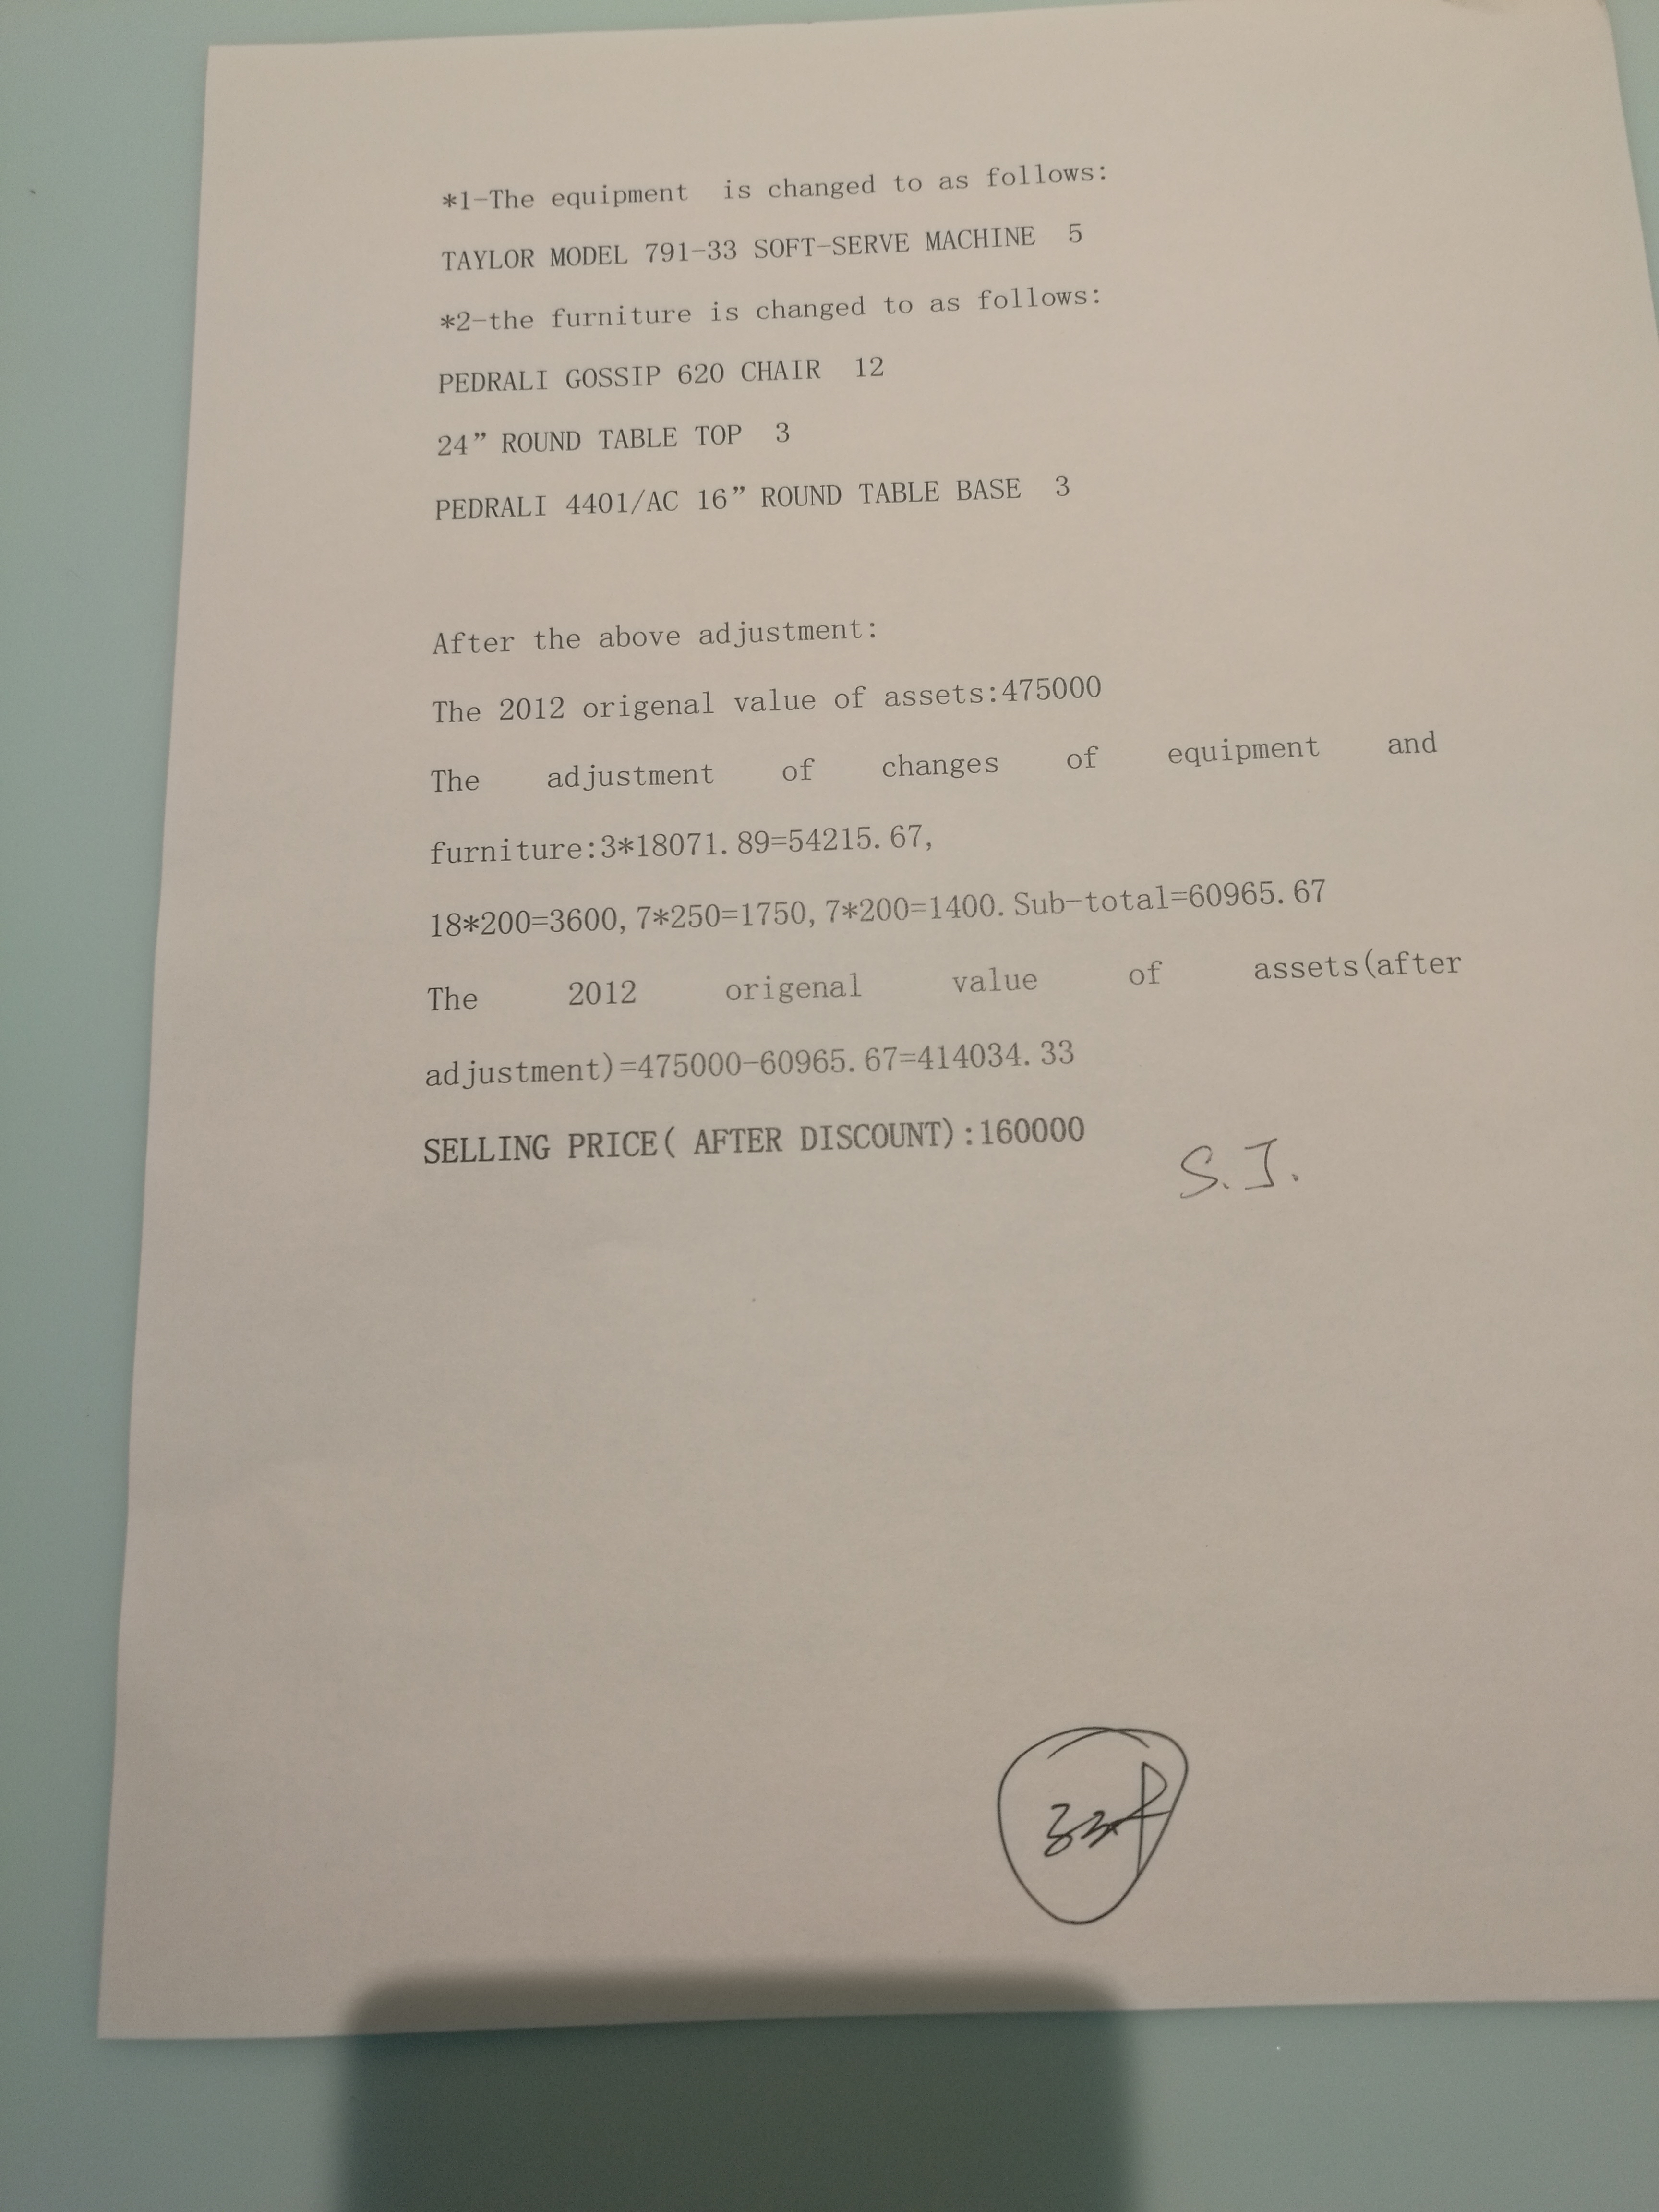 *1-The equipment is changed to as follows:
TAYLOR MODEL 791-33 SOFT-SERVE MACHINE 5
*2-the furniture is changed to as follows:
PEDRALI GOSSIP 620 CHAIR 12
24” ROUND TABLE TOP 3
PEDRALI 4401/AC 16” ROUND TABLE BASE 3
After the above adjustment:
The 2012 origenal value of assets:475000
The adjustment of changes of equipment and
furniture:3*18071.89=54215.67,
18*200=3600,7*250=1750,7*200=1400.Sub-total=60965.67
The 2012 origenal value of assets(after
adjustment)=475000-60965.67=414034.33
SELLING PRICE( AFTER DISCOUNT):160000
S.J.